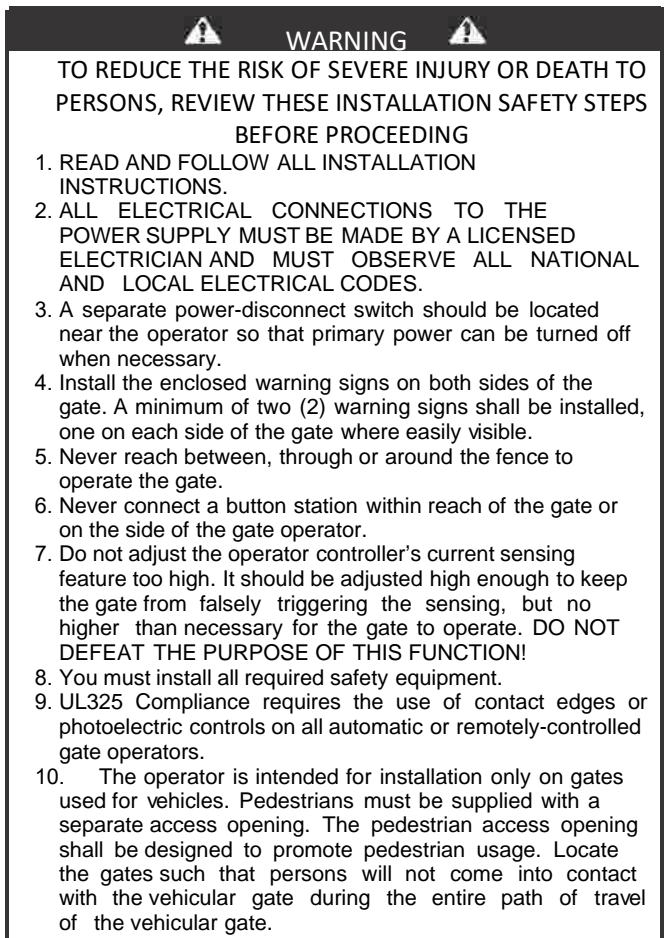 WARNING
TO REDUCE THE RISK OF SEVERE INJURY OR DEATH TO
PERSONS, REVIEW THESE INSTALLATION SAFETY STEPS
BEFORE PROCEEDING
1. READ AND FOLLOW ALL INSTALLATION
INSTRUCTIONS.
2. ALL ELECTRICAL CONNECTIONS TO THE
POWER SUPPLY MUST BE MADE BY A LICENSED
ELECTRICIAN AND MUST OBSERVE ALL NATIONAL
AND LOCAL ELECTRICAL CODES.
3. A separate power-disconnect switch should be located
near the operator so that primary power can be turned off
when necessary.
4. Install the enclosed warning signs on both sides of the
gate. A minimum of two (2) warning signs shall be installed,
one on each side of the gate where easily visible.
5. Never reach between, through or around the fence to
operate the gate.
6. Never connect a button station within reach of the gate or
on the side of the gate operator.
7. Do not adjust the operator controller's current sensing
feature too high. It should be adjusted high enough to keep
the gate from falsely triggering the sensing, but no
higher than necessary for the gate to operate. DO NOT
DEFEAT THE PURPOSE OF THIS FUNCTION!
8. You must install all required safety equipment.
9. UL325 Compliance requires the use of contact edges or
photoelectric controls on all automatic or remotely-controlled
gate operators.
10. The operator is intended for installation only on gates
used for vehicles. Pedestrians must be supplied with a
separate access opening. The pedestrian access opening
shall be designed to promote pedestrian usage. Locate
the gates such that persons will not come into contact
with the vehicular gate during the entire path of travel
of the vehicular gate.